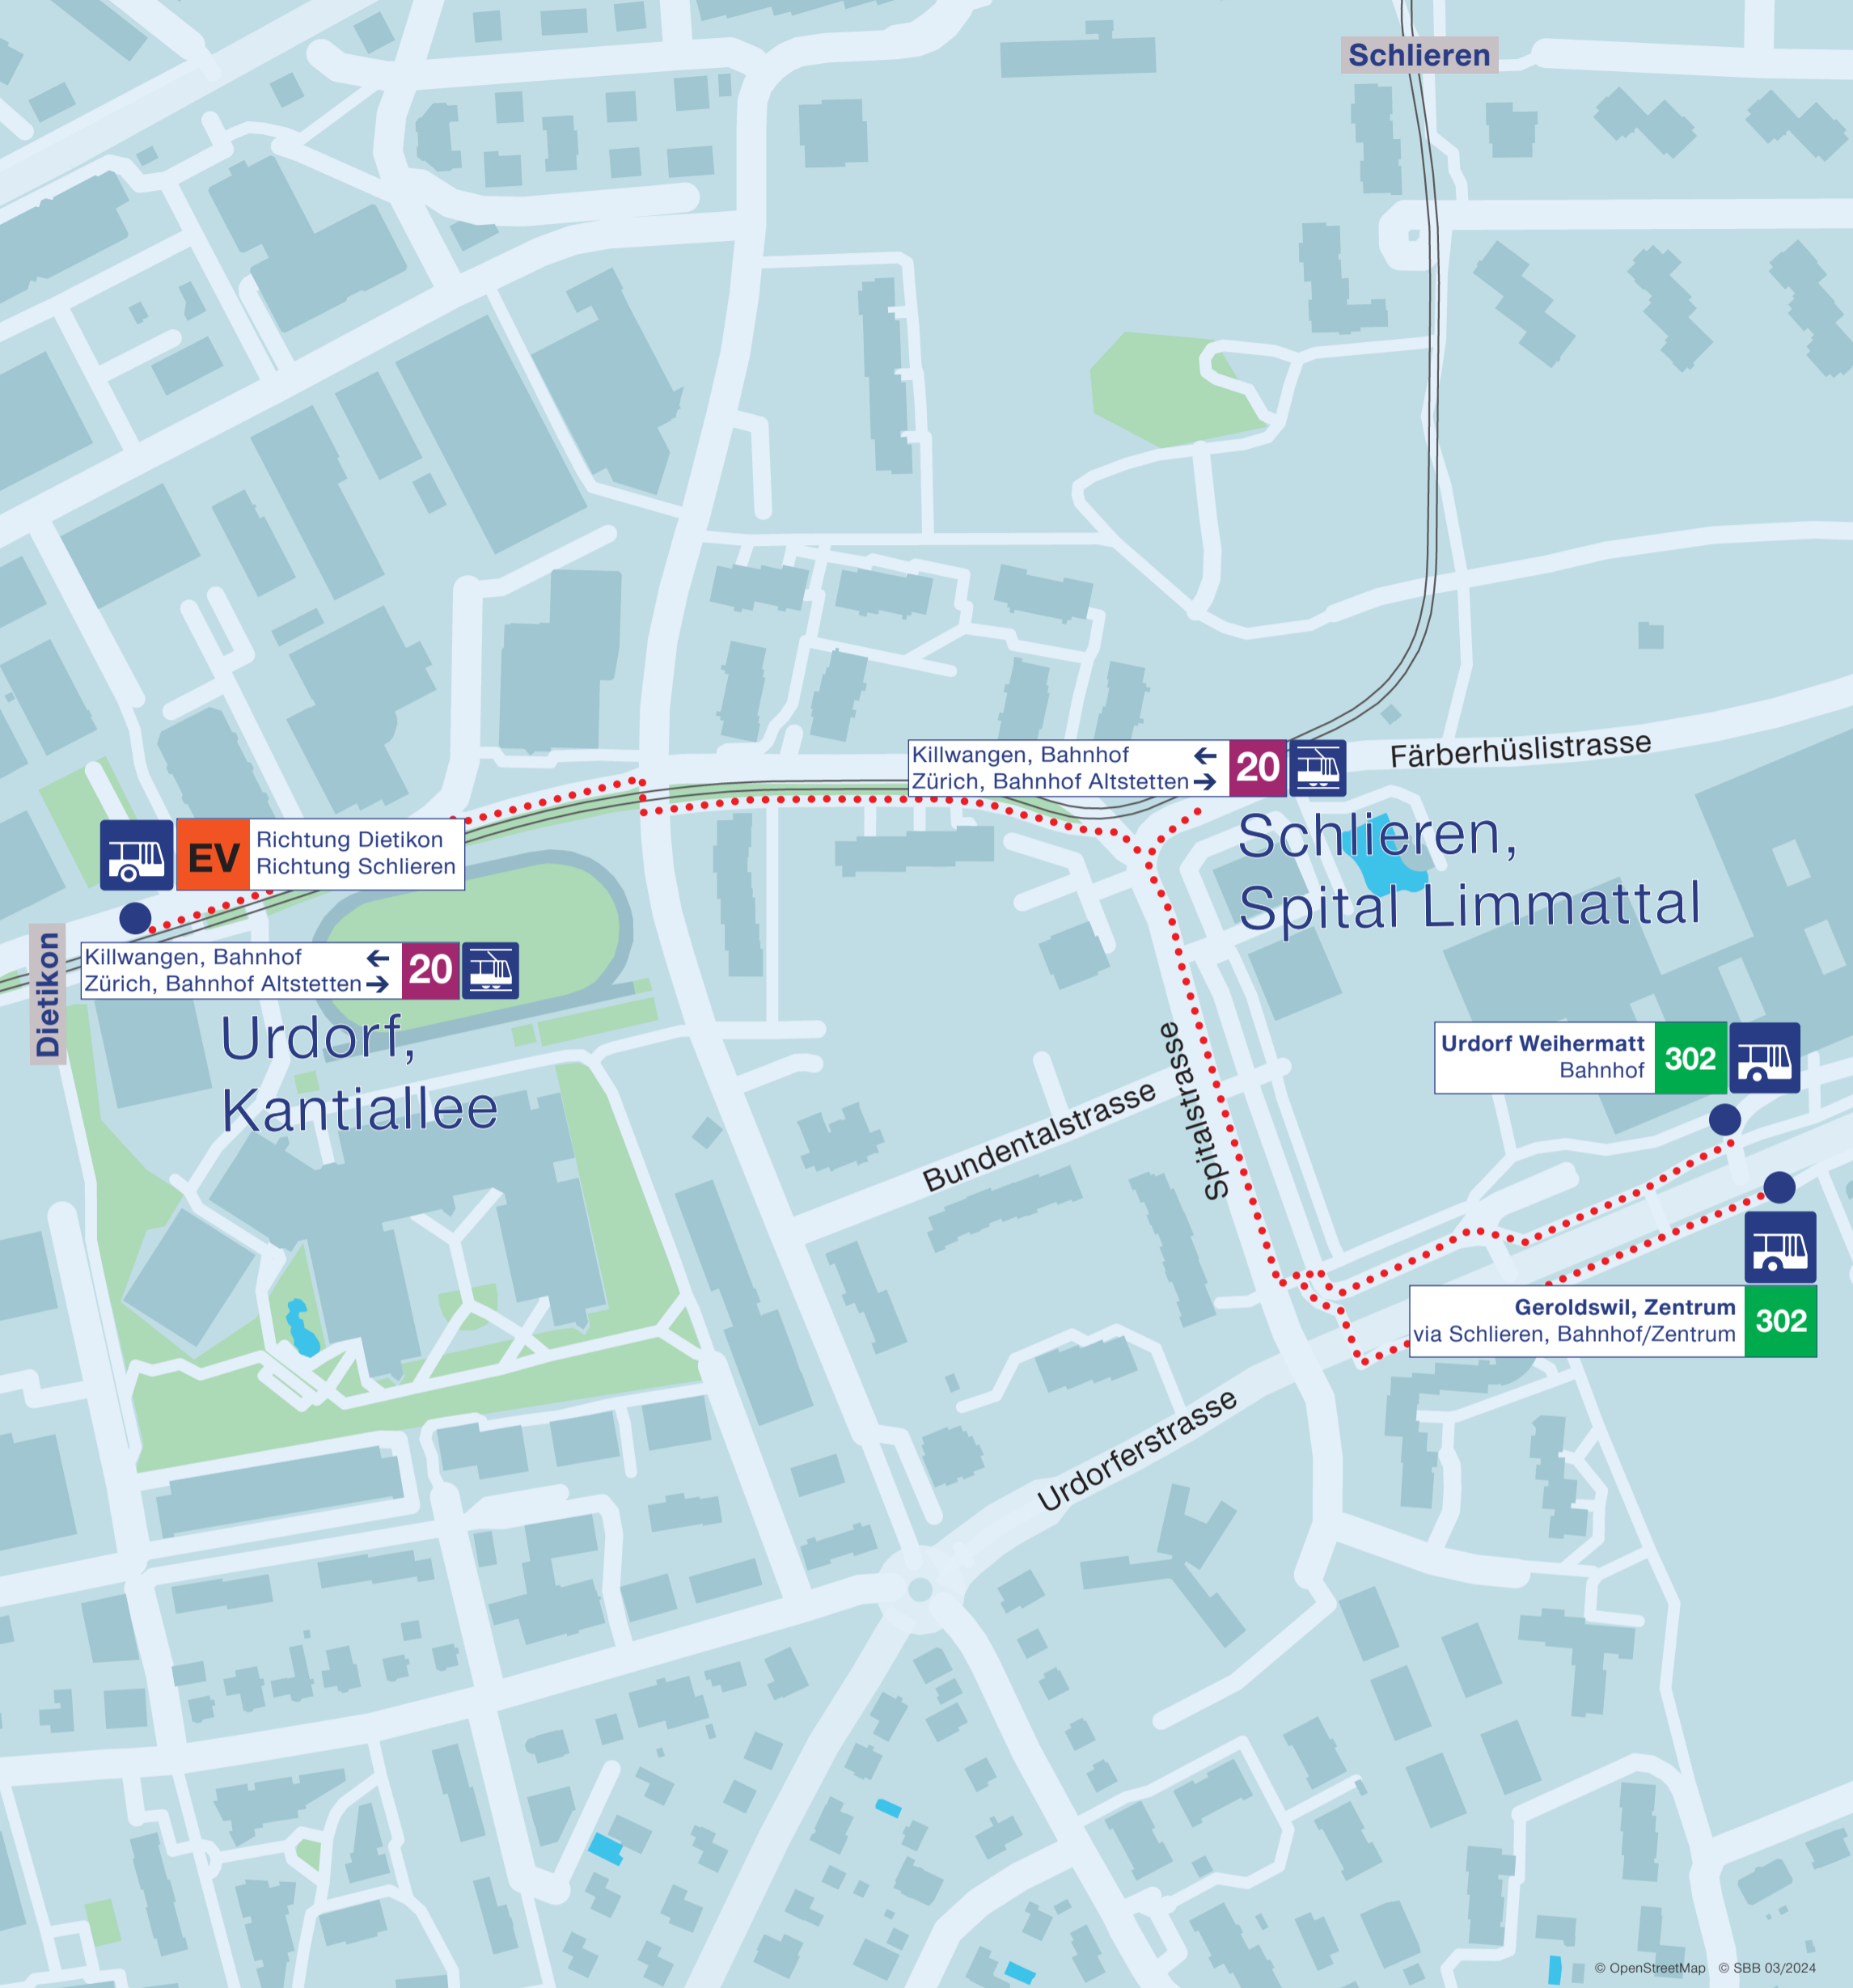 Schlieren
Färberhüslistrasse
Killwangen, Bahnhof ←
Zürich, Bahnhof Altstetten →
20
Schlieren,
Spital Limmattal
EV
Richtung Dietikon
Richtung Schlieren
Dietikon
Killwangen, Bahnhof ←
Zürich, Bahnhof Altstetten →
20
Urdorf,
Kantiallee
Spitalstrasse
Bundentalstrasse
Urdorf Weihermatt
Bahnhof
302
Geroldswil, Zentrum
via Schlieren, Bahnhof/Zentrum
302
Urdorferstrasse
© OpenStreetMap © SBB 03/2024